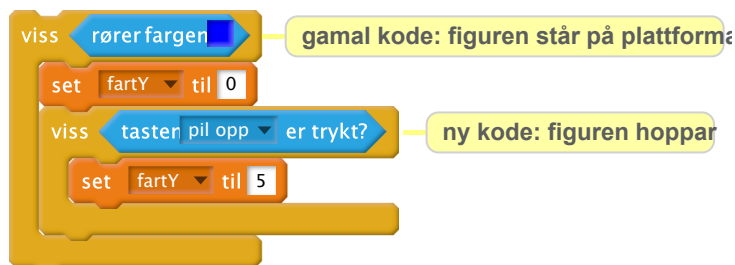 viss rører fargen gamal kode: figuren står på plattforma
set fartY til 0
viss tasten pil opp er trykt? ny kode: figuren hoppar
set fartY til 5